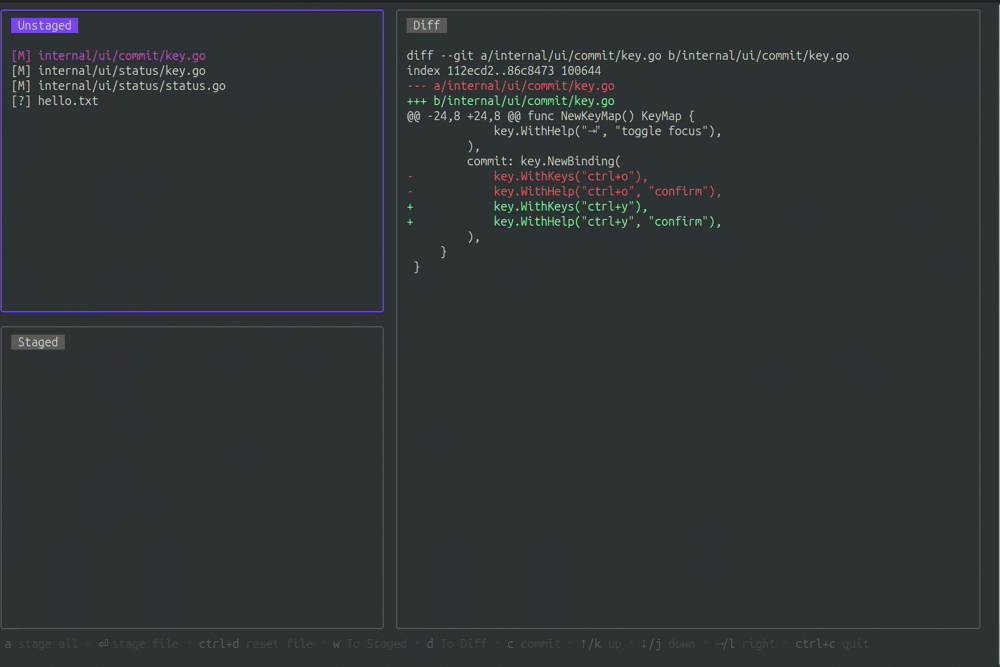 Unstaged
[M] internal/ui/commit/key.go
[M] internal/ui/status/key.go
[M] internal/ui/status/status.go
[?] hello.txt
Staged
Diff
diff --git a/internal/ui/commit/key.go b/internal/ui/commit/key.go
index 112ecd2..86c8473 100644
--- a/internal/ui/commit/key.go
+++ b/internal/ui/commit/key.go
@@ -24,8 +24,8 @@ func NewKeyMap() KeyMap {
            key.WithHelp("⇥", "toggle focus"),
        ),
        commit: key.NewBinding(
-            key.WithKeys("ctrl+o"),
-            key.WithHelp("ctrl+o", "confirm"),
+            key.WithKeys("ctrl+y"),
+            key.WithHelp("ctrl+y", "confirm"),
        ),
    }
}
a stage all · ⏎ stage file · ctrl+d reset file · w To Staged · d To Diff · c commit · ↑/k up · ↓/j down · →/l right · ctrl+c quit